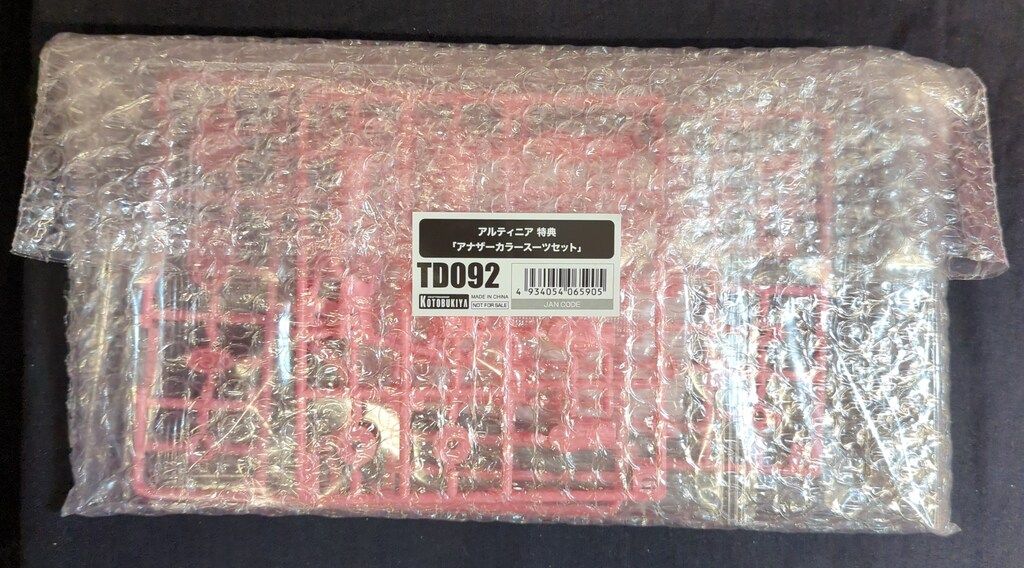 アルティニア 特典
「アナザーカラースーツセット」
TD092
4 934054 065905
KOTOBUKIYA
MADE IN CHINA
NOT FOR SALE
JAN CODE